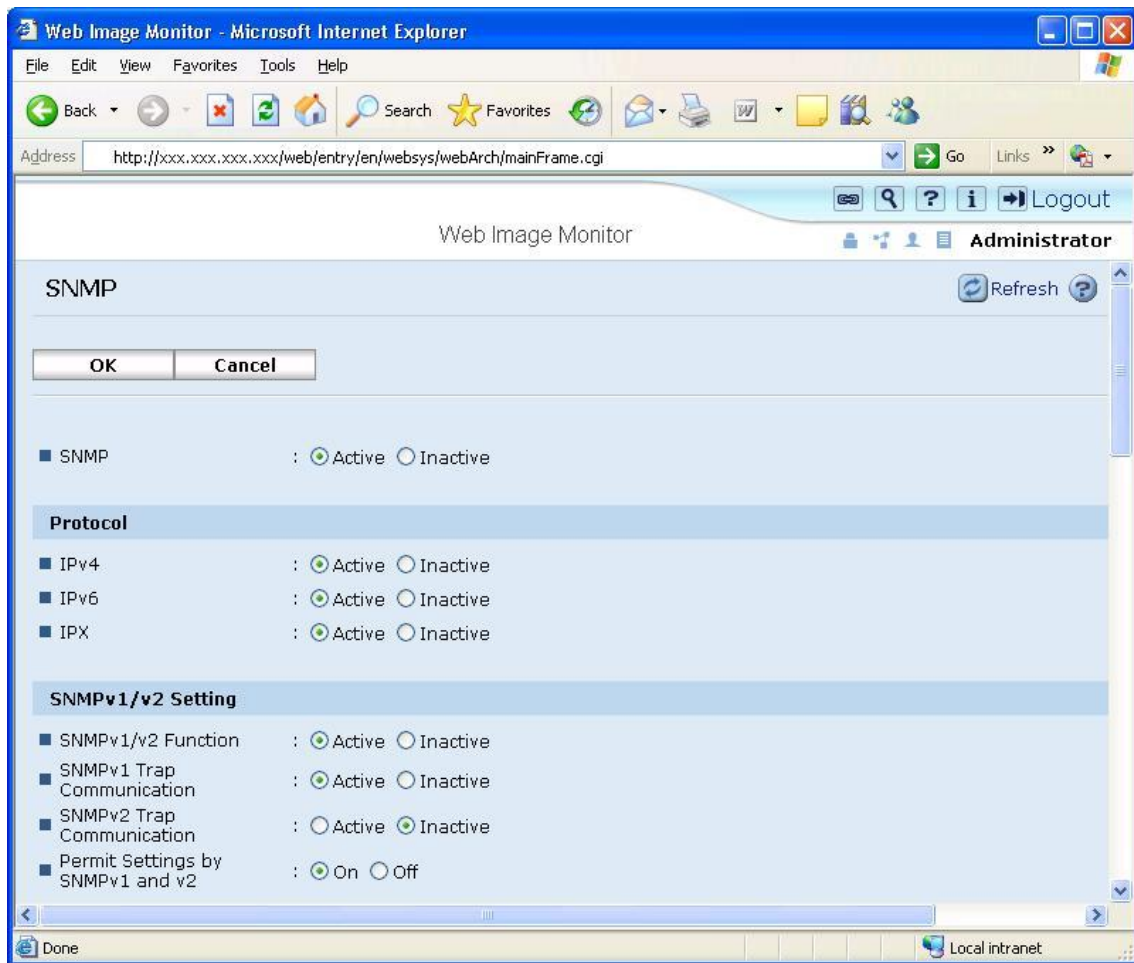 Web Image Monitor - Microsoft Internet Explorer
File Edit View Favorites Tools Help
Back Search Favorites
Address http://xxx.xxx.xxx.xxx/web/entry/en/websys/webArch/mainFrame.cgi Go Links »
? i Logout
Web Image Monitor Administrator
SNMP Refresh ?
OK Cancel
SNMP : Active Inactive
Protocol
IPv4 : Active Inactive
IPv6 : Active Inactive
IPX : Active Inactive
SNMPv1/v2 Setting
SNMPv1/v2 Function : Active Inactive
SNMPv1 Trap
Communication : Active Inactive
SNMPv2 Trap
Communication : Active Inactive
Permit Settings by
SNMPv1 and v2 : On Off
Done Local intranet